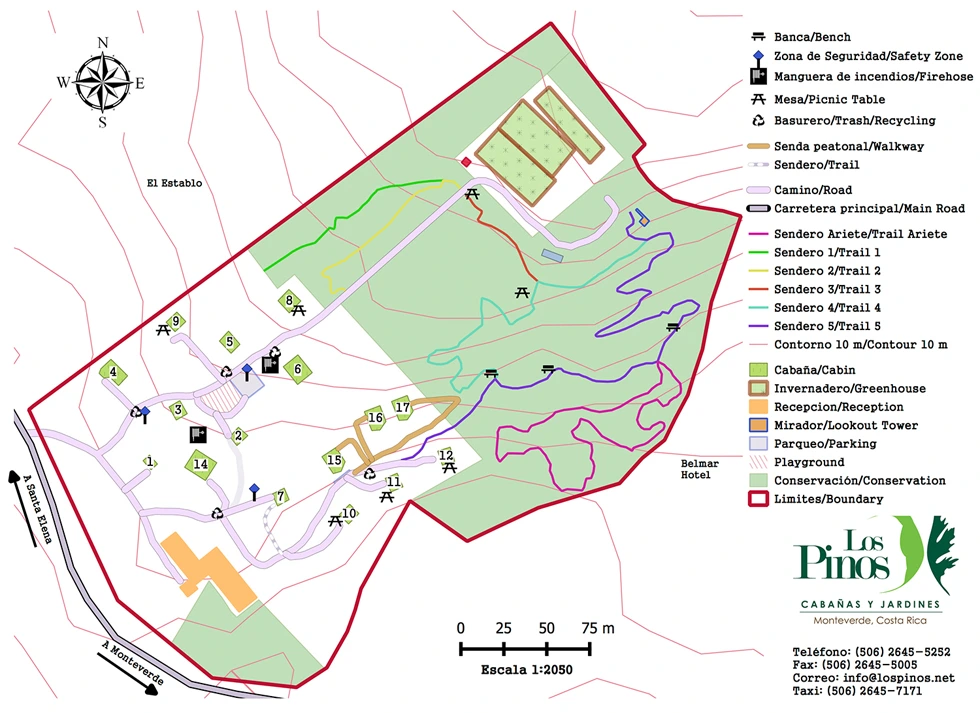 N
W E
S
El Establo
9
8
5
4
6
3
2
17
16
1
14
15
12
11
7
10
A Santa Elena
A Monteverde
Belmar
Hotel
0 25 50 75 m
Escala 1:2050
Banca/Bench
Zona de Seguridad/Safety Zone
Manguera de incendios/Firehose
Mesa/Picnic Table
Basurero/Trash/Recycling
Senda peatonal/Walkway
Sendero/Trail
Camino/Road
Carretera principal/Main Road
Sendero Ariete/Trail Ariete
Sendero 1/Trail 1
Sendero 2/Trail 2
Sendero 3/Trail 3
Sendero 4/Trail 4
Sendero 5/Trail 5
Contorno 10 m/Contour 10 m
Cabaña/Cabin
Invernadero/Greenhouse
Recepcion/Reception
Mirador/Lookout Tower
Parqueo/Parking
Playground
Conservación/Conservation
Limites/Boundary
Los
Pinos
CABAÑAS Y JARDINES
Monteverde, Costa Rica
Teléfono: (506) 2645-5252
Fax: (506) 2645-5005
Correo: info@lospinos.net
Taxi: (506) 2645-7171